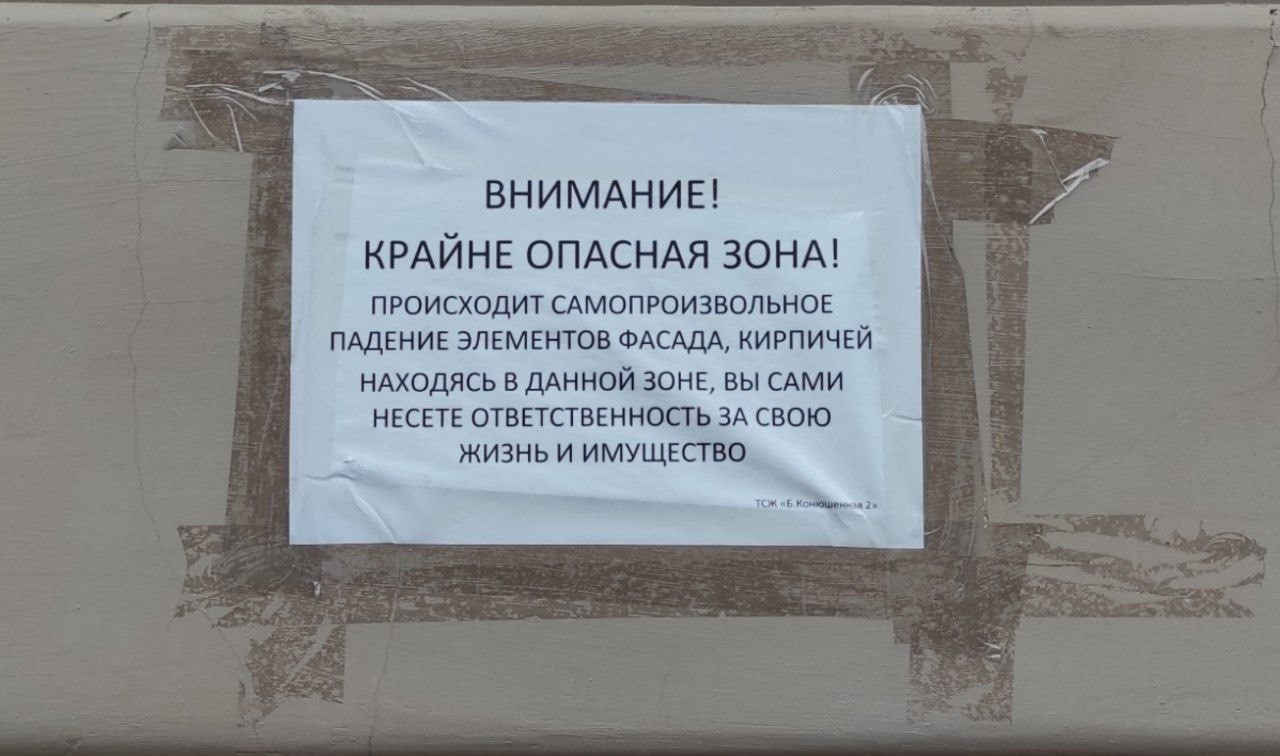 ВНИМАНИЕ!
КРАЙНЕ ОПАСНАЯ ЗОНА!
ПРОИСХОДИТ САМОПРОИЗВОЛЬНОЕ
ПАДЕНИЕ ЭЛЕМЕНТОВ ФАСАДА, КИРПИЧЕЙ
НАХОДЯСЬ В ДАННОЙ ЗОНЕ, ВЫ САМИ
НЕСЕТЕ ОТВЕТСТВЕННОСТЬ ЗА СВОЮ
ЖИЗНЬ И ИМУЩЕСТВО
ТСЖ «Б.Конюшенная 2»